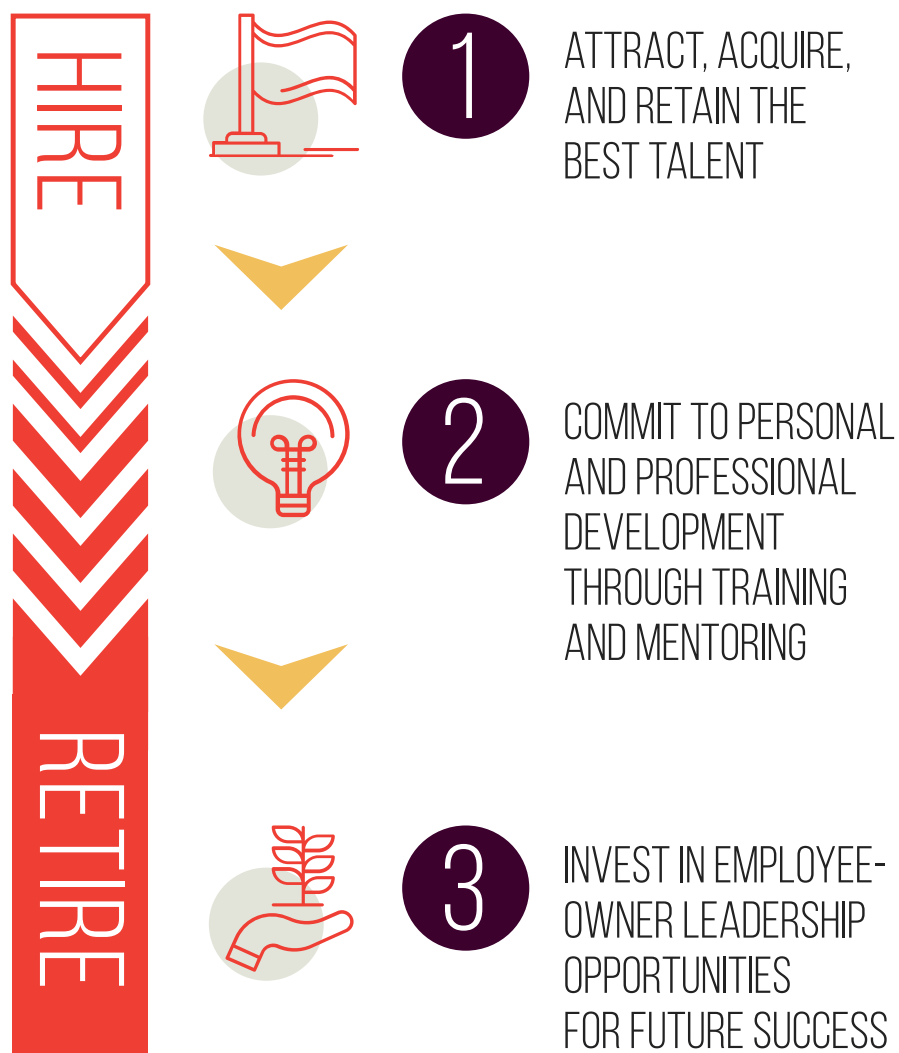 HIRE
1
ATTRACT, ACQUIRE,
AND RETAIN THE
BEST TALENT
2
COMMIT TO PERSONAL
AND PROFESSIONAL
DEVELOPMENT
THROUGH TRAINING
AND MENTORING
RETIRE
3
INVEST IN EMPLOYEE-
OWNER LEADERSHIP
OPPORTUNITIES
FOR FUTURE SUCCESS